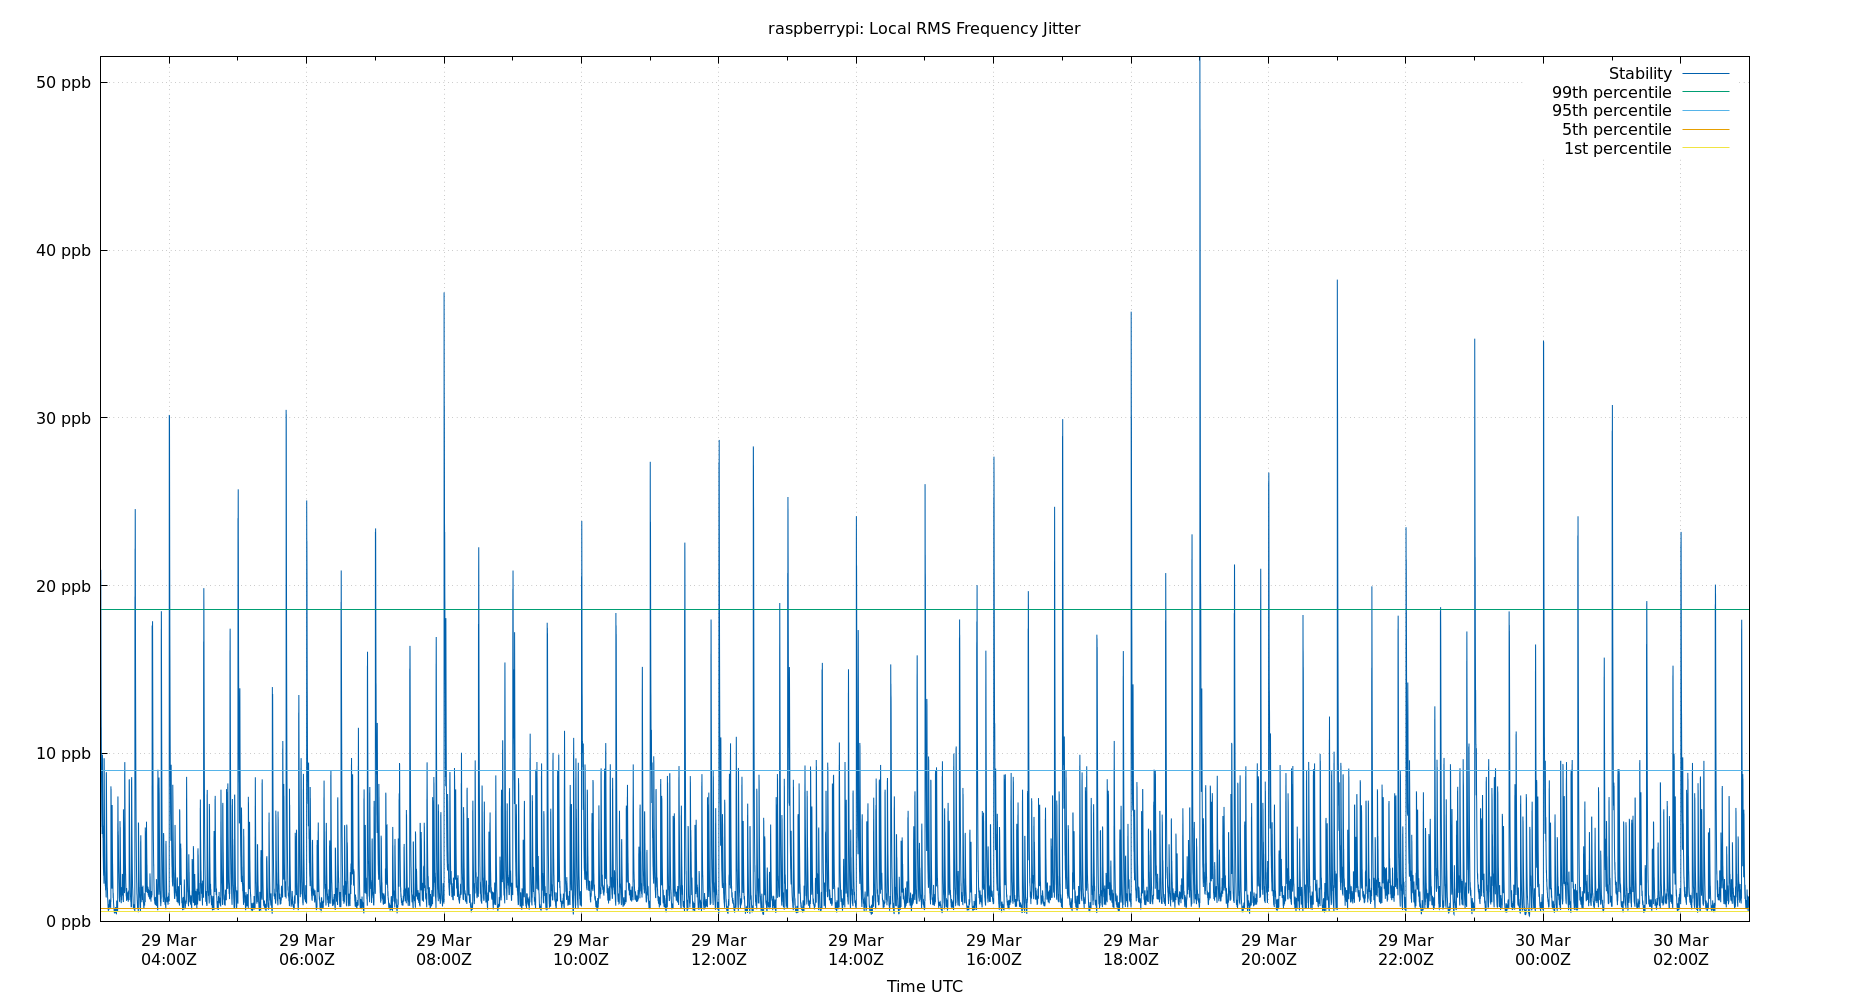 raspberrypi: Local RMS Frequency Jitter
Stability
99th percentile
95th percentile
5th percentile
1st percentile
50 ppb
40 ppb
30 ppb
20 ppb
10 ppb
0 ppb
29 Mar 29 Mar 29 Mar 29 Mar 29 Mar 29 Mar 29 Mar 29 Mar 29 Mar 29 Mar 30 Mar 30 Mar
04:00Z 06:00Z 08:00Z 10:00Z 12:00Z 14:00Z 16:00Z 18:00Z 20:00Z 22:00Z 00:00Z 02:00Z
Time UTC